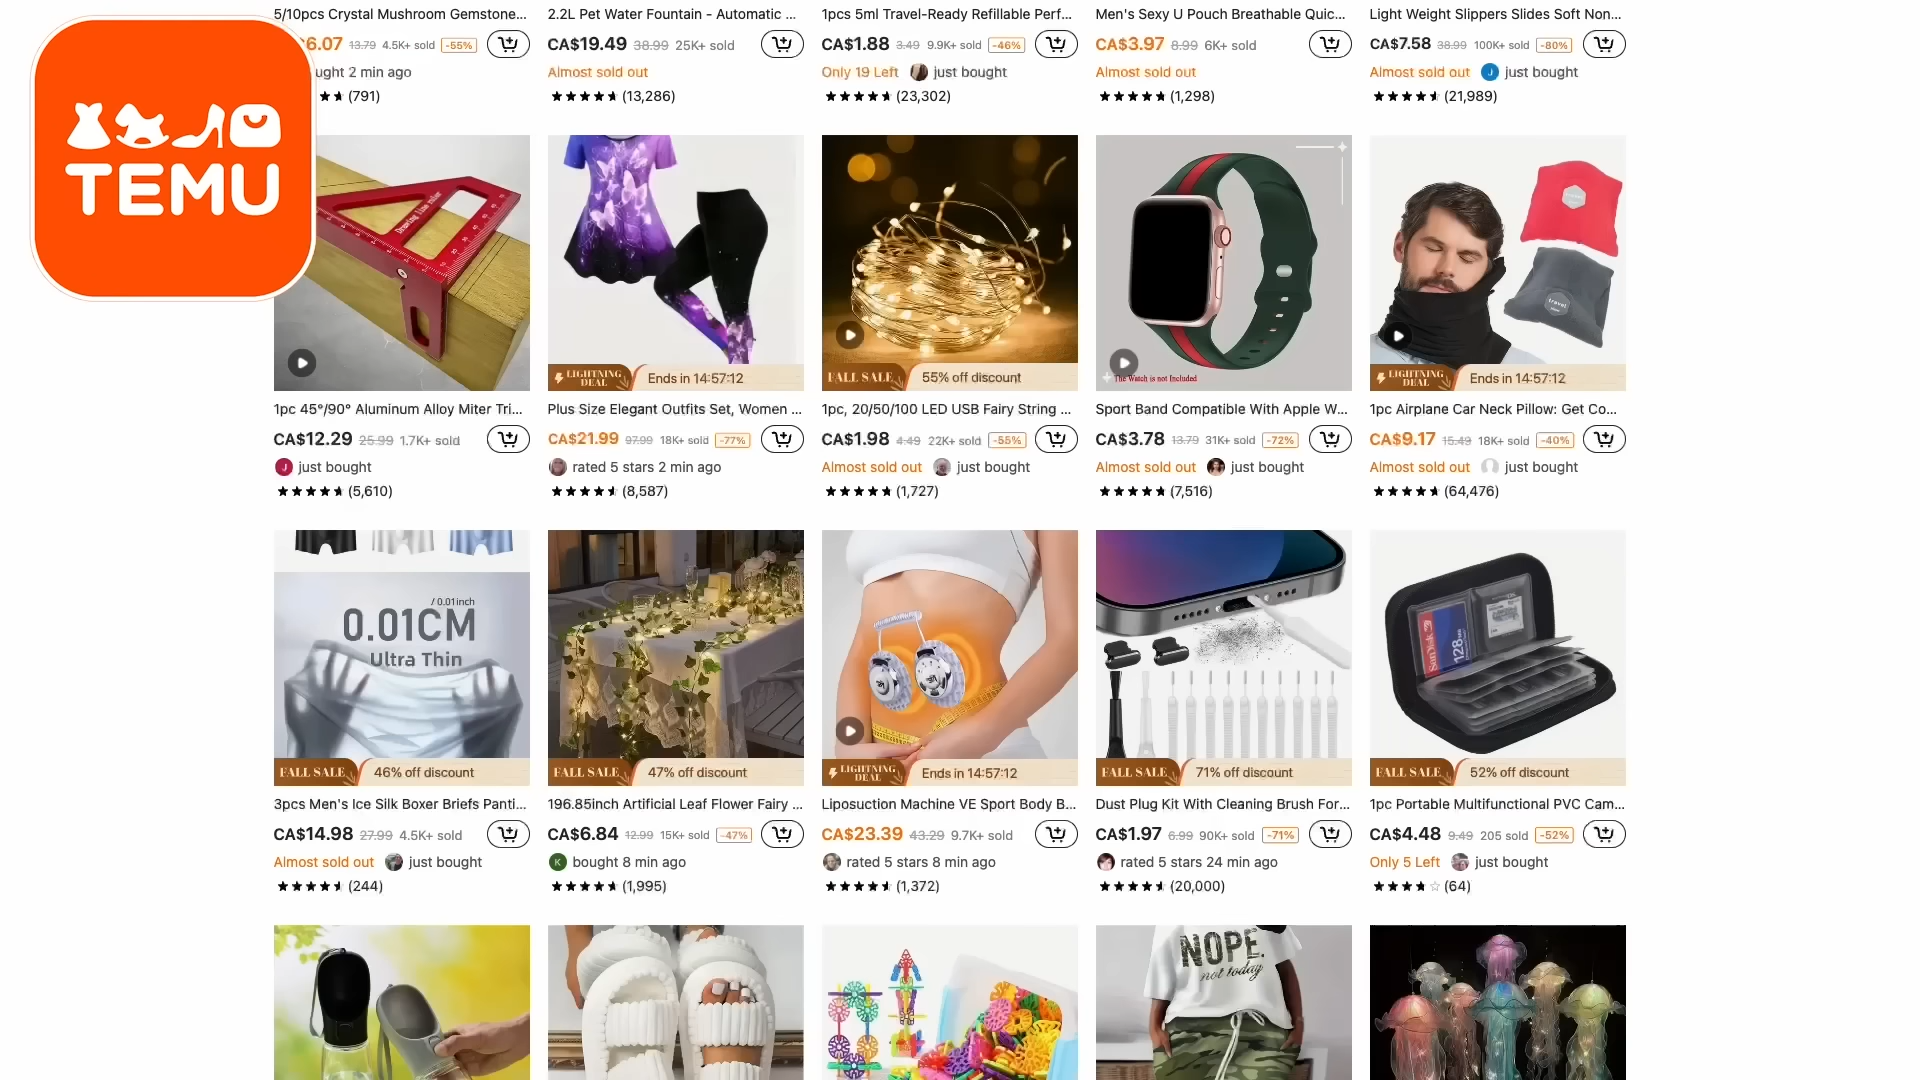 5/10pcs Crystal Mushroom Gemstone...
6.07 13.79 4.5K+ sold -55%
ught 2 min ago
(791)
2.2L Pet Water Fountain - Automatic ...
CA$19.49 38.99 25K+ sold
Almost sold out
(13,286)
1pcs 5ml Travel-Ready Refillable Perf...
CA$1.88 3.49 9.9K+ sold -46%
Only 19 Left just bought
(23,302)
Men's Sexy U Pouch Breathable Quic...
CA$3.97 8.99 6K+ sold
Almost sold out
(1,298)
Light Weight Slippers Slides Soft Non...
CA$7.58 38.99 100K+ sold -80%
Almost sold out J just bought
(21,989)
TEMU
Drawing line ruler
1pc 45°/90° Aluminum Alloy Miter Tri...
CA$12.29 25.99 1.7K+ sold
J just bought
(5,610)
LIGHTNING DEAL Ends in 14:57:12
Plus Size Elegant Outfits Set, Women ...
CA$21.99 97.99 18K+ sold -77%
rated 5 stars 2 min ago
(8,587)
FALL SALE 55% off discount
1pc, 20/50/100 LED USB Fairy String ...
CA$1.98 4.49 22K+ sold -55%
Almost sold out just bought
(1,727)
The Watch is not Included
Sport Band Compatible With Apple W...
CA$3.78 13.79 31K+ sold -72%
Almost sold out just bought
(7,516)
travel
LIGHTNING DEAL Ends in 14:57:12
1pc Airplane Car Neck Pillow: Get Co...
CA$9.17 15.49 18K+ sold -40%
Almost sold out just bought
(64,476)
/ 0.01inch
0.01CM
Ultra Thin
FALL SALE 46% off discount
3pcs Men's Ice Silk Boxer Briefs Panti...
CA$14.98 27.99 4.5K+ sold
Almost sold out just bought
(244)
FALL SALE 47% off discount
196.85inch Artificial Leaf Flower Fairy ...
CA$6.84 12.99 15K+ sold -47%
K bought 8 min ago
(1,995)
LIGHTNING DEAL Ends in 14:57:12
Liposuction Machine VE Sport Body B...
CA$23.39 43.29 9.7K+ sold
rated 5 stars 8 min ago
(1,372)
FALL SALE 71% off discount
Dust Plug Kit With Cleaning Brush For...
CA$1.97 6.99 90K+ sold -71%
rated 5 stars 24 min ago
(20,000)
SanDisk
128
FALL SALE 52% off discount
1pc Portable Multifunctional PVC Cam...
CA$4.48 9.49 205 sold -52%
Only 5 Left just bought
(64)
NOPE.
not today